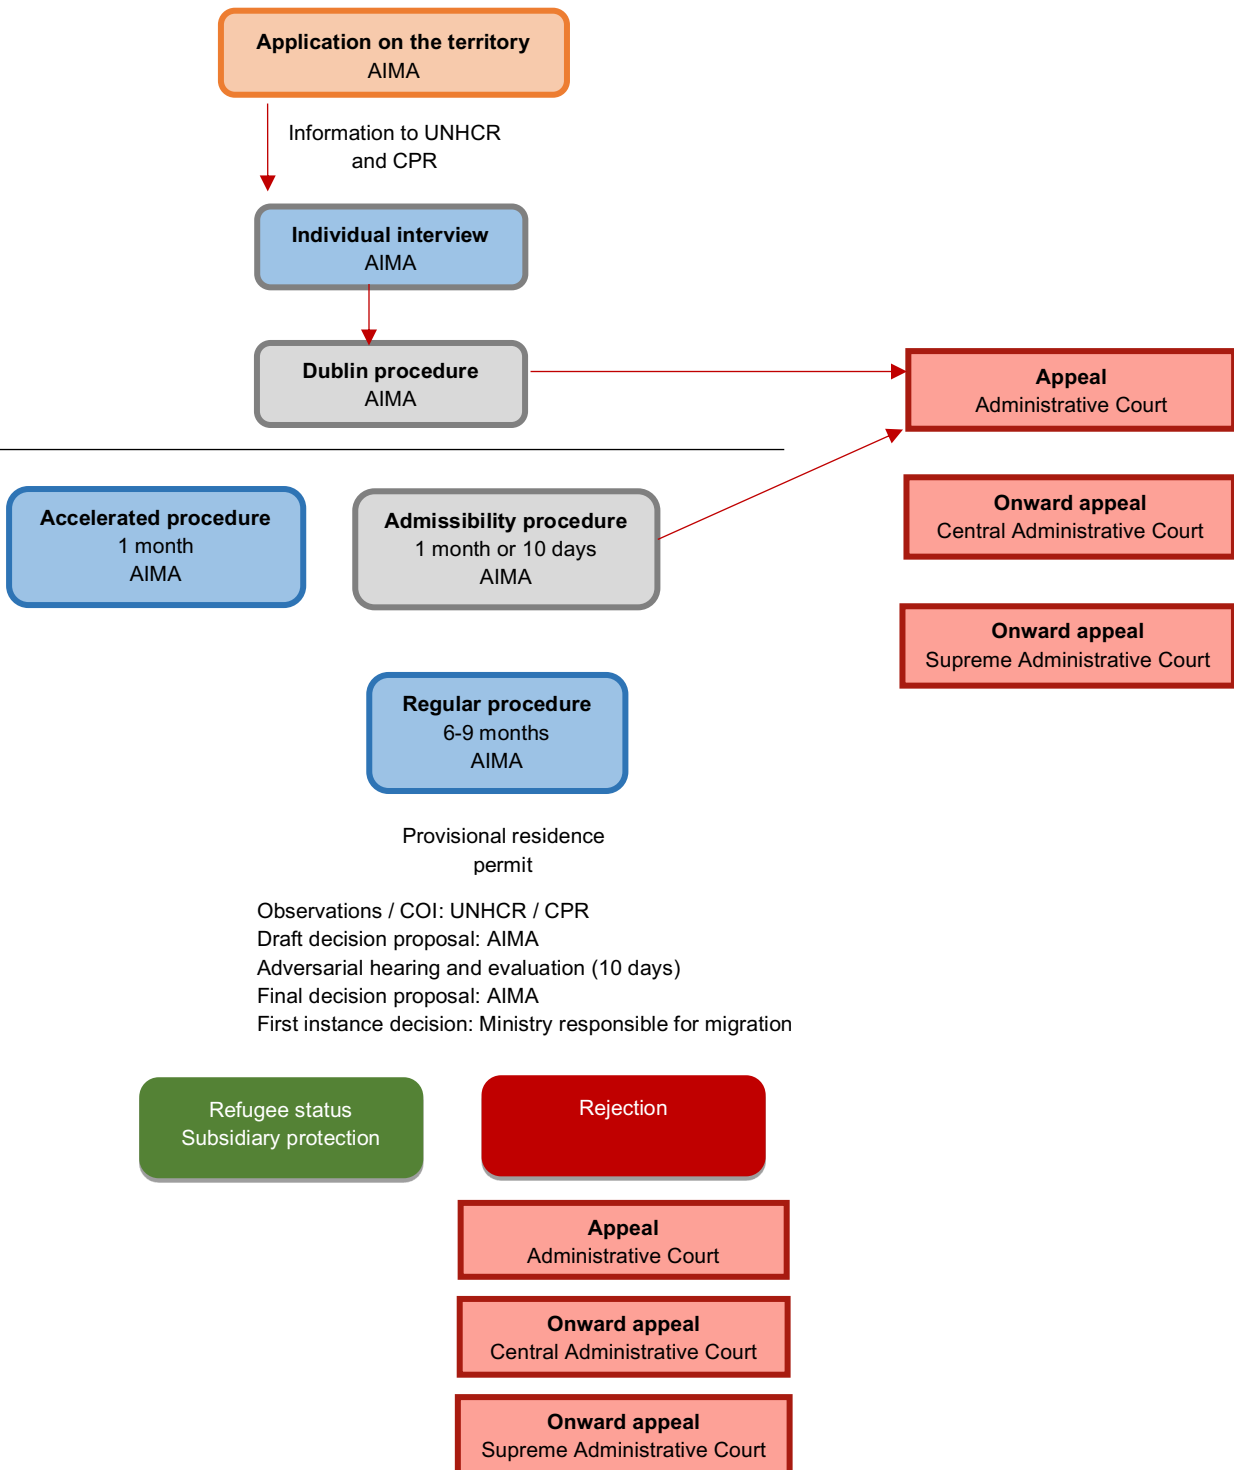 Application on the territory
AIMA
Information to UNHCR
and CPR
Individual interview
AIMA
Dublin procedure
AIMA
Appeal
Administrative Court
Accelerated procedure
1 month
AIMA
Admissibility procedure
1 month or 10 days
AIMA
Onward appeal
Central Administrative Court
Onward appeal
Supreme Administrative Court
Regular procedure
6-9 months
AIMA
Provisional residence
permit
Observations / COI: UNHCR / CPR
Draft decision proposal: AIMA
Adversarial hearing and evaluation (10 days)
Final decision proposal: AIMA
First instance decision: Ministry responsible for migration
Refugee status
Subsidiary protection
Rejection
Appeal
Administrative Court
Onward appeal
Central Administrative Court
Onward appeal
Supreme Administrative Court